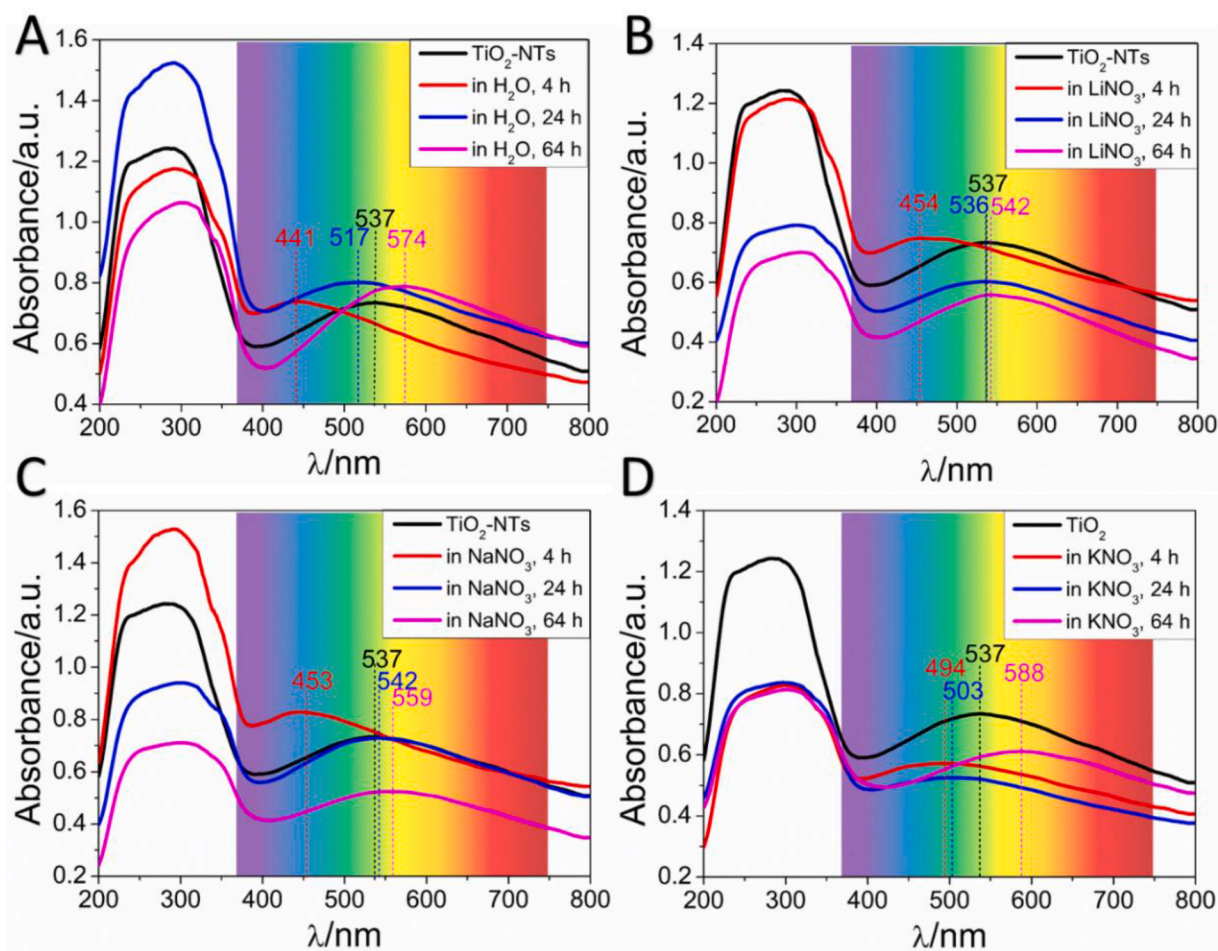 A
Absorbance/a.u.
1.6
1.4
1.2
1.0
0.8
0.6
0.4
200 300 400 500 600 700 800
λ/nm
TiO₂-NTs
in H₂O, 4 h
in H₂O, 24 h
in H₂O, 64 h
537
441 517 574
B
Absorbance/a.u.
1.4
1.2
1.0
0.8
0.6
0.4
0.2
200 300 400 500 600 700 800
λ/nm
TiO₂-NTs
in LiNO₃, 4 h
in LiNO₃, 24 h
in LiNO₃, 64 h
537
454 536 542
C
Absorbance/a.u.
1.6
1.4
1.2
1.0
0.8
0.6
0.4
0.2
200 300 400 500 600 700 800
λ/nm
TiO₂-NTs
in NaNO₃, 4 h
in NaNO₃, 24 h
in NaNO₃, 64 h
537
453 542
559
D
Absorbance/a.u.
1.4
1.2
1.0
0.8
0.6
0.4
0.2
200 300 400 500 600 700 800
λ/nm
TiO₂
in KNO₃, 4 h
in KNO₃, 24 h
in KNO₃, 64 h
494 537 588
503